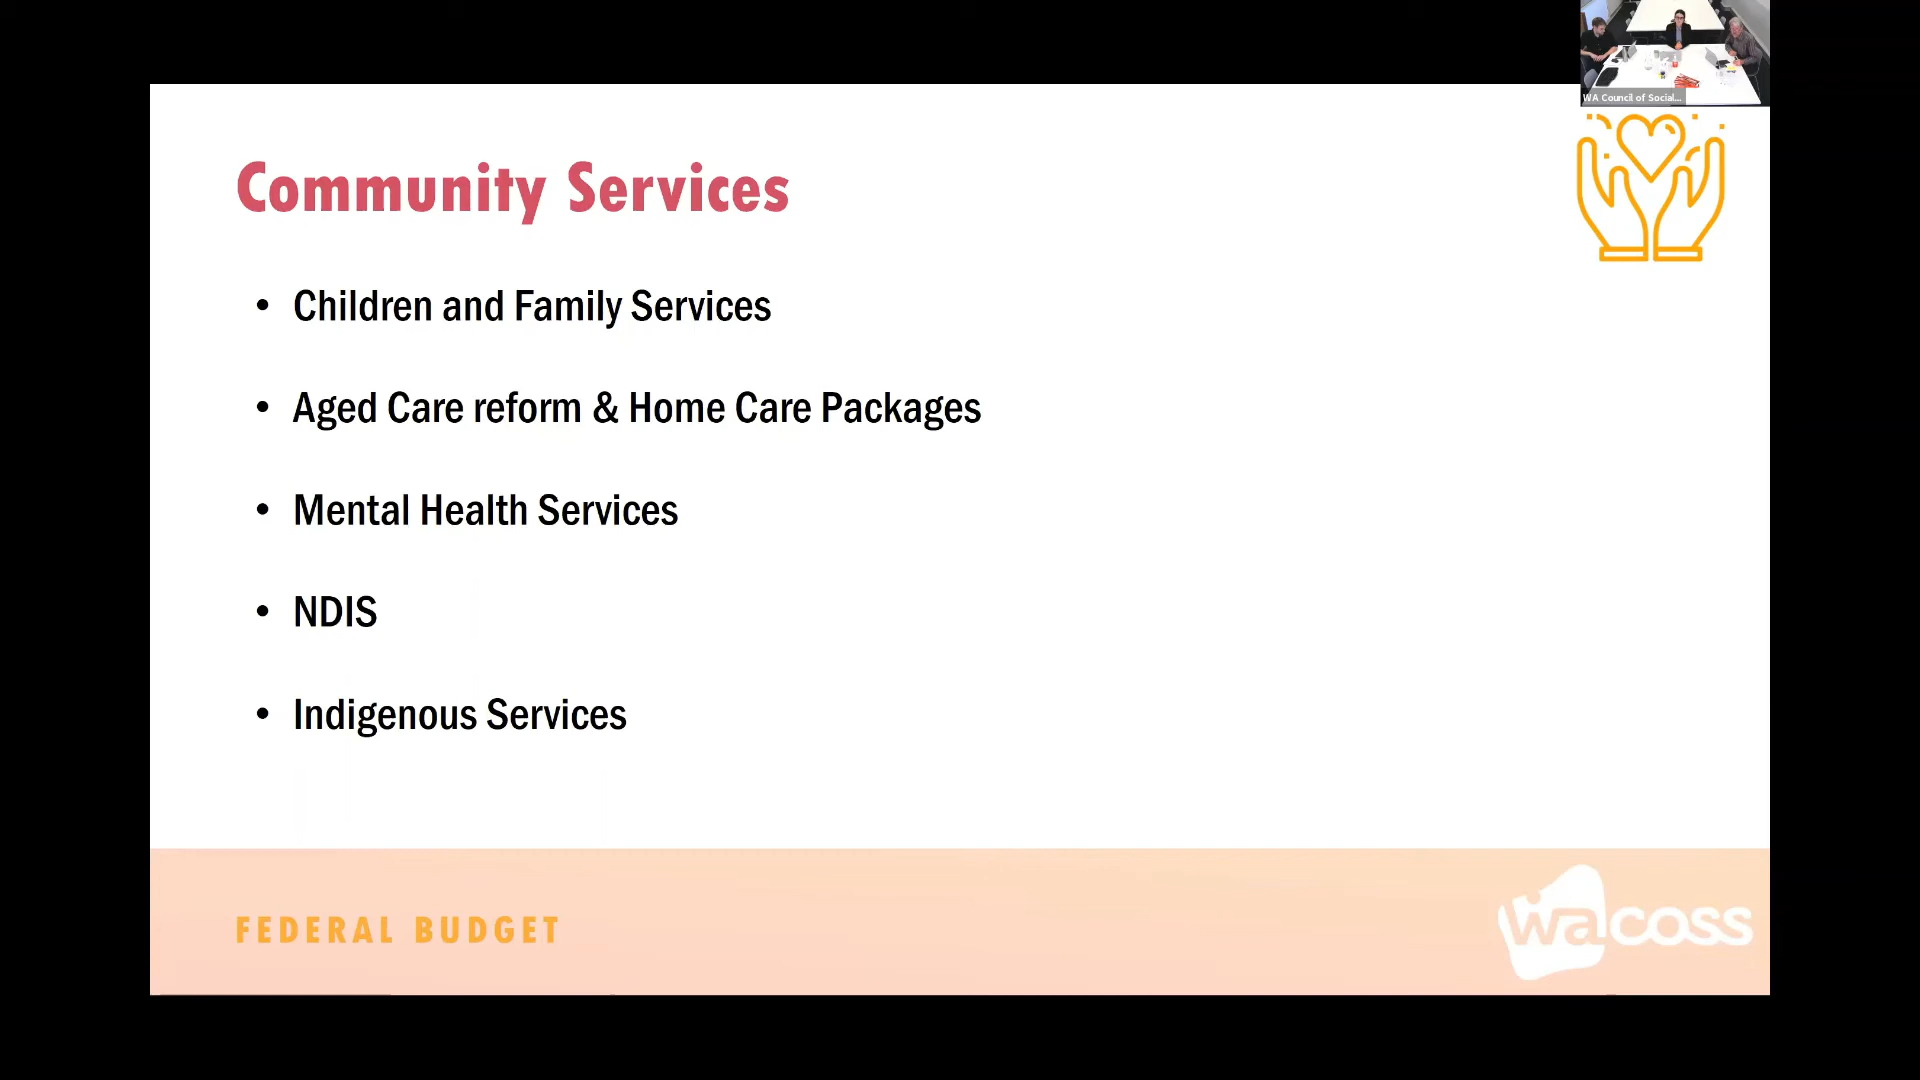 WA Council of Social...
Community Services
• Children and Family Services
• Aged Care reform & Home Care Packages
• Mental Health Services
• NDIS
• Indigenous Services
FEDERAL BUDGET
wacoss